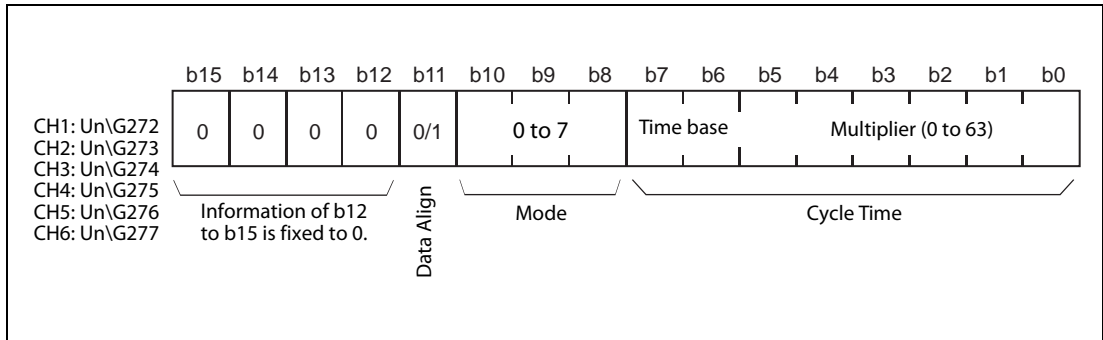 b15 b14 b13 b12 b11 b10 b9 b8 b7 b6 b5 b4 b3 b2 b1 b0
0 0 0 0 0/1 0 to 7 Time base Multiplier (0 to 63)
CH1: Un\G272
CH2: Un\G273
CH3: Un\G274
CH4: Un\G275
CH5: Un\G276
CH6: Un\G277
Information of b12
to b15 is fixed to 0.
Data Align
Mode
Cycle Time